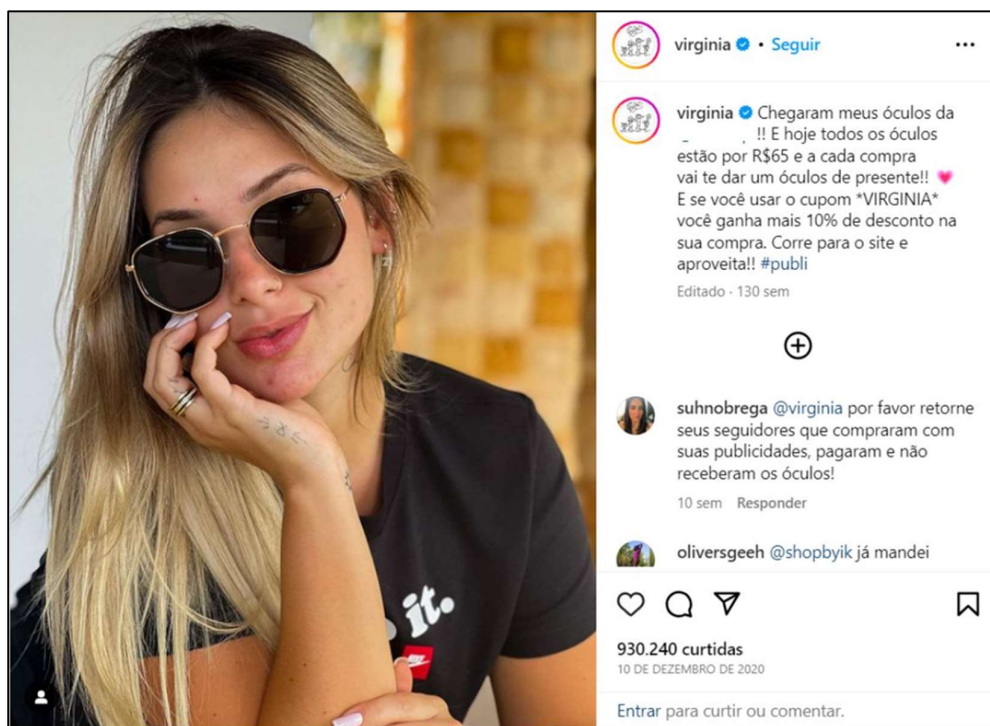 virginia • Seguir
virginia Chegaram meus óculos da
!! E hoje todos os óculos
estão por R$65 e a cada compra
vai te dar um óculos de presente!!
E se você usar o cupom *VIRGINIA*
você ganha mais 10% de desconto na
sua compra. Corre para o site e
aproveita!! #publi
Editado · 130 sem
suhnobrega @virginia por favor retorne
seus seguidores que compraram com
suas publicidades, pagaram e não
receberam os óculos!
10 sem Responder
oliversgeeh @shopbyik já mandei
it.
930.240 curtidas
10 DE DEZEMBRO DE 2020
Entrar para curtir ou comentar.